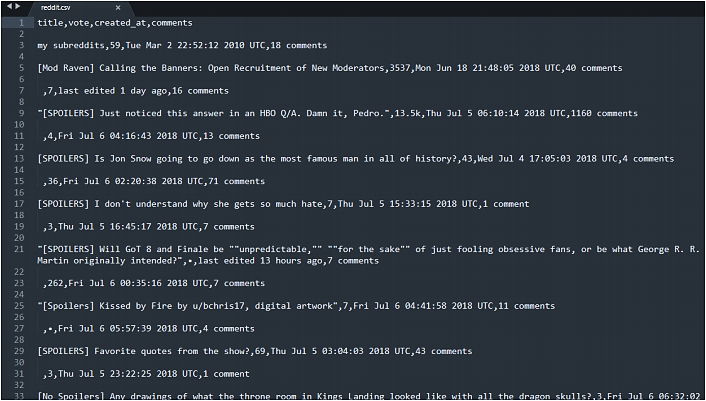 reddit.csv
1 title,vote,created_at,comments
2
3 my subreddits,59,Tue Mar 2 22:52:12 2010 UTC,18 comments
4
5 [Mod Raven] Calling the Banners: Open Recruitment of New Moderators,3537,Mon Jun 18 21:48:05 2018 UTC,40 comments
6
7 ,7,last edited 1 day ago,16 comments
8
9 "[SPOILERS] Just noticed this answer in an HBO Q/A. Damn it, Pedro.",13.5k,Thu Jul 5 06:10:14 2018 UTC,1160 comments
10
11 ,4,Fri Jul 6 04:16:43 2018 UTC,13 comments
12
13 [SPOILERS] Is Jon Snow going to go down as the most famous man in all of history?,43,Wed Jul 4 17:05:03 2018 UTC,4 comments
14
15 ,36,Fri Jul 6 02:20:38 2018 UTC,71 comments
16
17 [SPOILERS] I don't understand why she gets so much hate,7,Thu Jul 5 15:33:15 2018 UTC,1 comment
18
19 ,3,Thu Jul 5 16:45:17 2018 UTC,7 comments
20
21 "[SPOILERS] Will GoT 8 and Finale be ""unpredictable,"" ""for the sake"" of just fooling obsessive fans, or be what George R. R.
Martin originally intended?",•,last edited 13 hours ago,7 comments
22
23 ,262,Fri Jul 6 00:35:16 2018 UTC,7 comments
24
25 "[Spoilers] Kissed by Fire by u/bchris17, digital artwork",7,Fri Jul 6 04:41:58 2018 UTC,11 comments
26
27 ,•,Fri Jul 6 05:57:39 2018 UTC,4 comments
28
29 [SPOILERS] Favorite quotes from the show?,69,Thu Jul 5 03:04:03 2018 UTC,43 comments
30
31 ,3,Thu Jul 5 23:22:25 2018 UTC,1 comment
32
33 [No Spoilers] Any drawings of what the throne room in Kings Landing looked like with all the dragon skulls?,3,Fri Jul 6 06:32:02